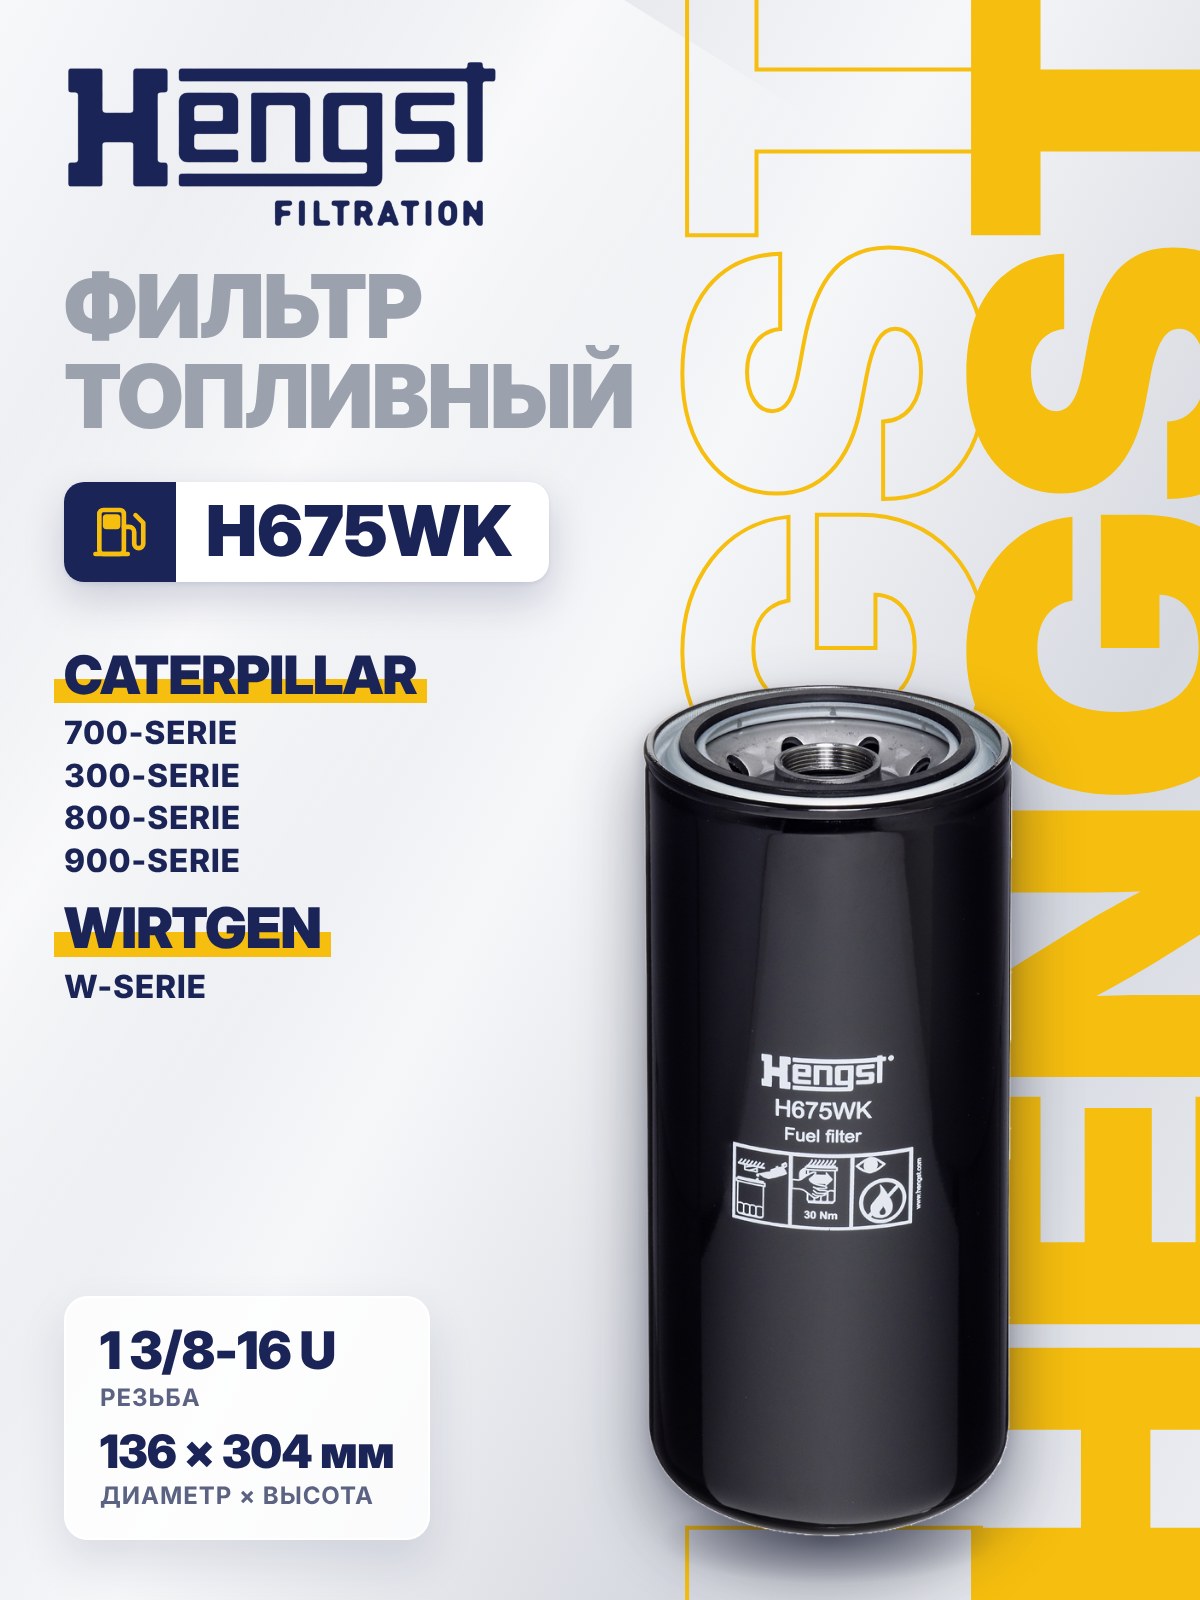 Hengst
FILTRATION
ФИЛЬТР
ТОПЛИВНЫЙ
H675WK
CATERPILLAR
700-SERIE
300-SERIE
800-SERIE
900-SERIE
WIRTGEN
W-SERIE
1 3/8-16 U
РЕЗЬБА
136 × 304 мм
ДИАМЕТР × ВЫСОТА
Hengst
H675WK
Fuel filter
30 Nm
www.hengst.com
HENGST
GST